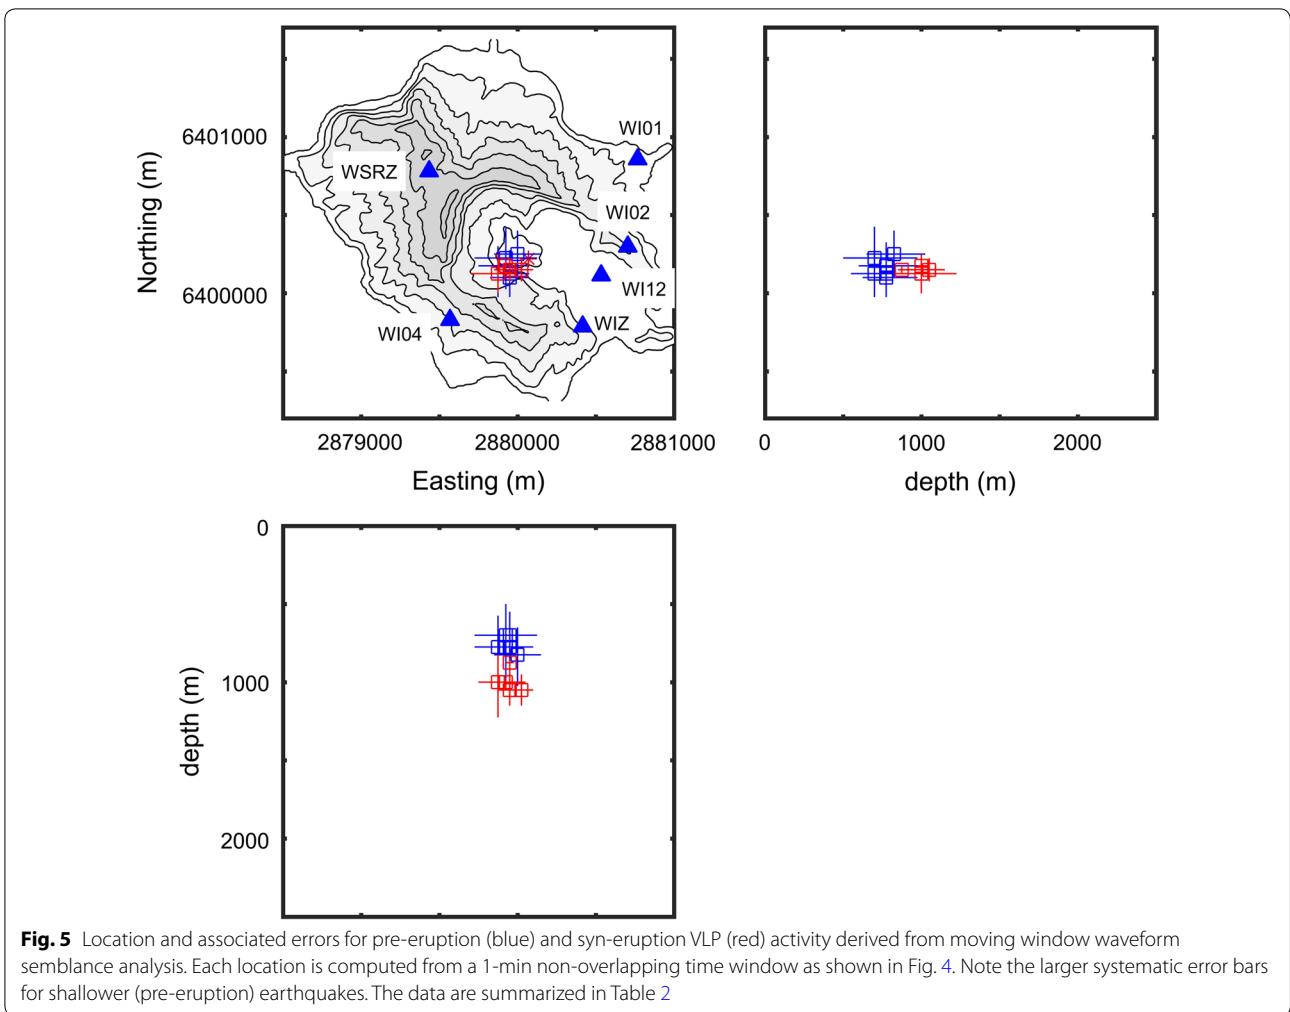 Northing (m)
6401000
6400000
WI01
WSRZ
WI02
WI12
WIZ
WI04
2879000 2880000 2881000
Easting (m)
0 1000 2000
depth (m)
0
1000
2000
depth (m)
Fig. 5 Location and associated errors for pre-eruption (blue) and syn-eruption VLP (red) activity derived from moving window waveform
semblance analysis. Each location is computed from a 1-min non-overlapping time window as shown in Fig. 4. Note the larger systematic error bars
for shallower (pre-eruption) earthquakes. The data are summarized in Table 2